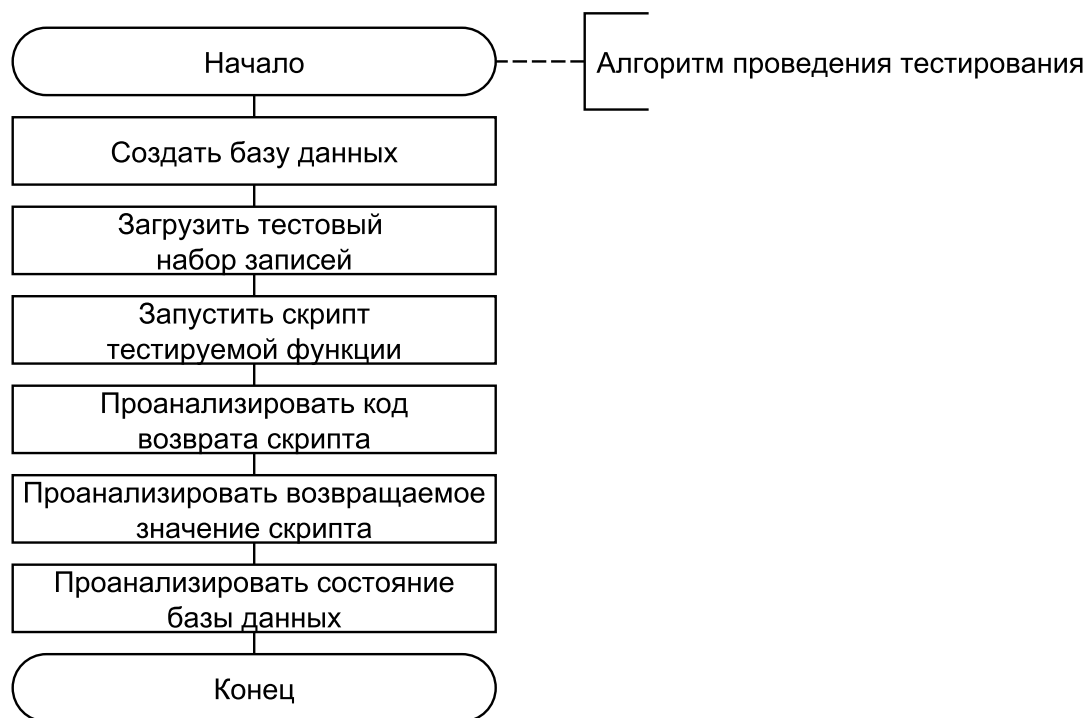 Начало
Алгоритм проведения тестирования
Создать базу данных
Загрузить тестовый
набор записей
Запустить скрипт
тестируемой функции
Проанализировать код
возврата скрипта
Проанализировать возвращаемое
значение скрипта
Проанализировать состояние
базы данных
Конец